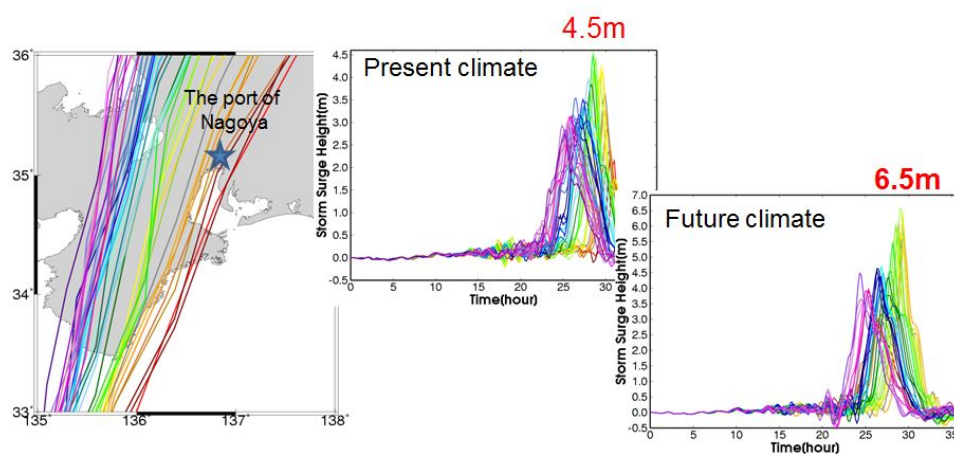 36°
35°
34°
33°
135°
136°
137°
138°
The port of
Nagoya
4.5m
Present climate
Storm Surge Height(m)
4.5
4.0
3.5
3.0
2.5
2.0
1.5
1.0
0.5
0.0
-0.5
0 5 10 15 20 25 30
Time(hour)
6.5m
Future climate
Storm Surge Height(m)
7.0
6.5
6.0
5.5
5.0
4.5
4.0
3.5
3.0
2.5
2.0
1.5
1.0
0.5
0.0
-0.5
0 5 10 15 20 25 30 35
Time(hour)